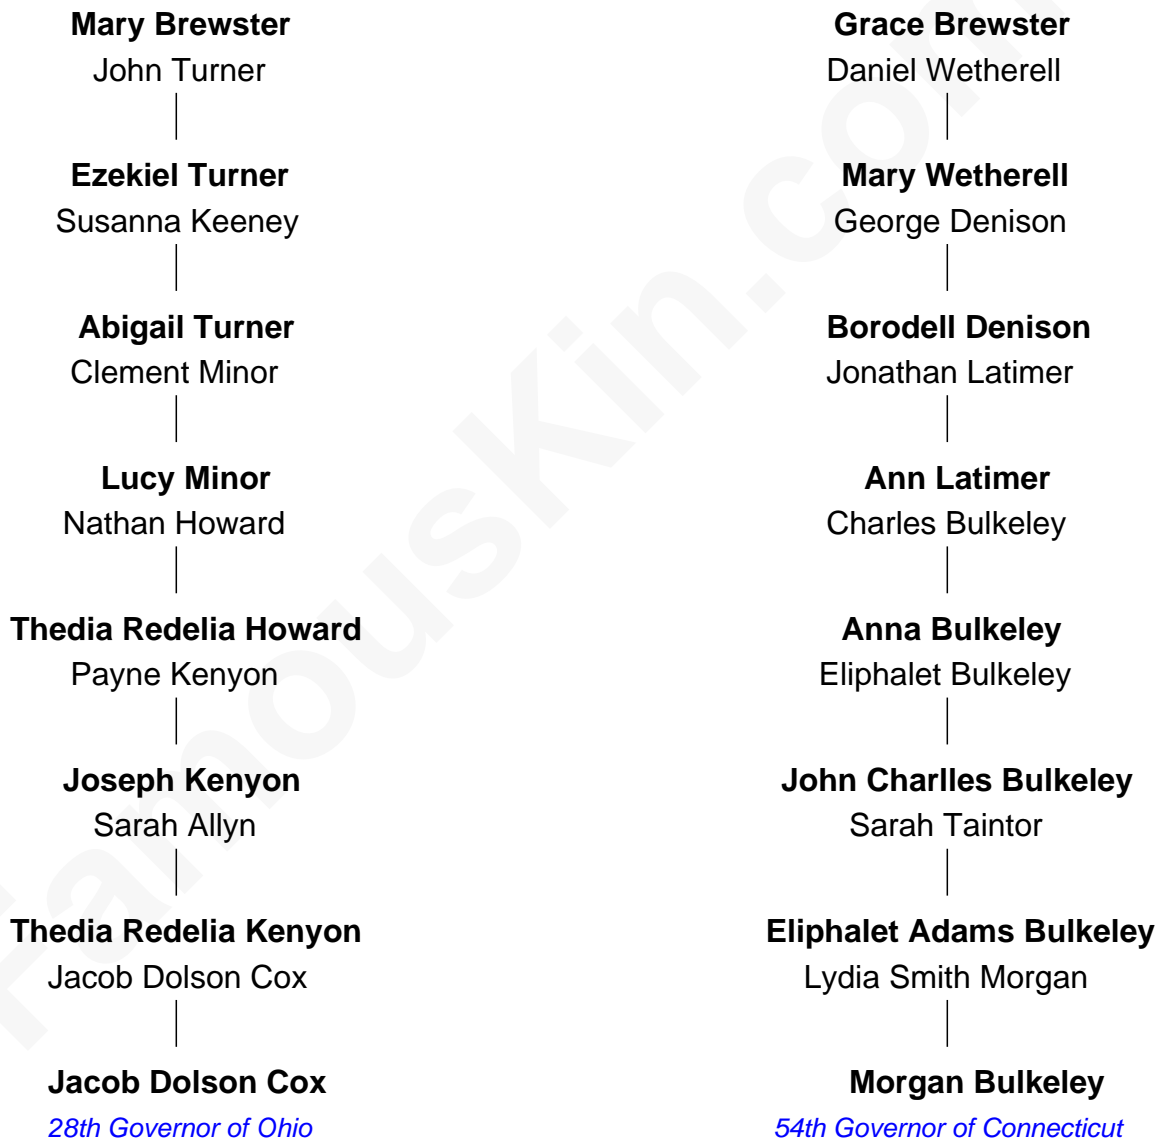 Mary Brewster
John Turner
Ezekiel Turner
Susanna Keeney
Abigail Turner
Clement Minor
Lucy Minor
Nathan Howard
Thedia Redelia Howard
Payne Kenyon
Joseph Kenyon
Sarah Allyn
Thedia Redelia Kenyon
Jacob Dolson Cox
Jacob Dolson Cox
28th Governor of Ohio
Grace Brewster
Daniel Wetherell
Mary Wetherell
George Denison
Borodell Denison
Jonathan Latimer
Ann Latimer
Charles Bulkeley
Anna Bulkeley
Eliphalet Bulkeley
John Charlles Bulkeley
Sarah Taintor
Eliphalet Adams Bulkeley
Lydia Smith Morgan
Morgan Bulkeley
54th Governor of Connecticut
FamousKin.com